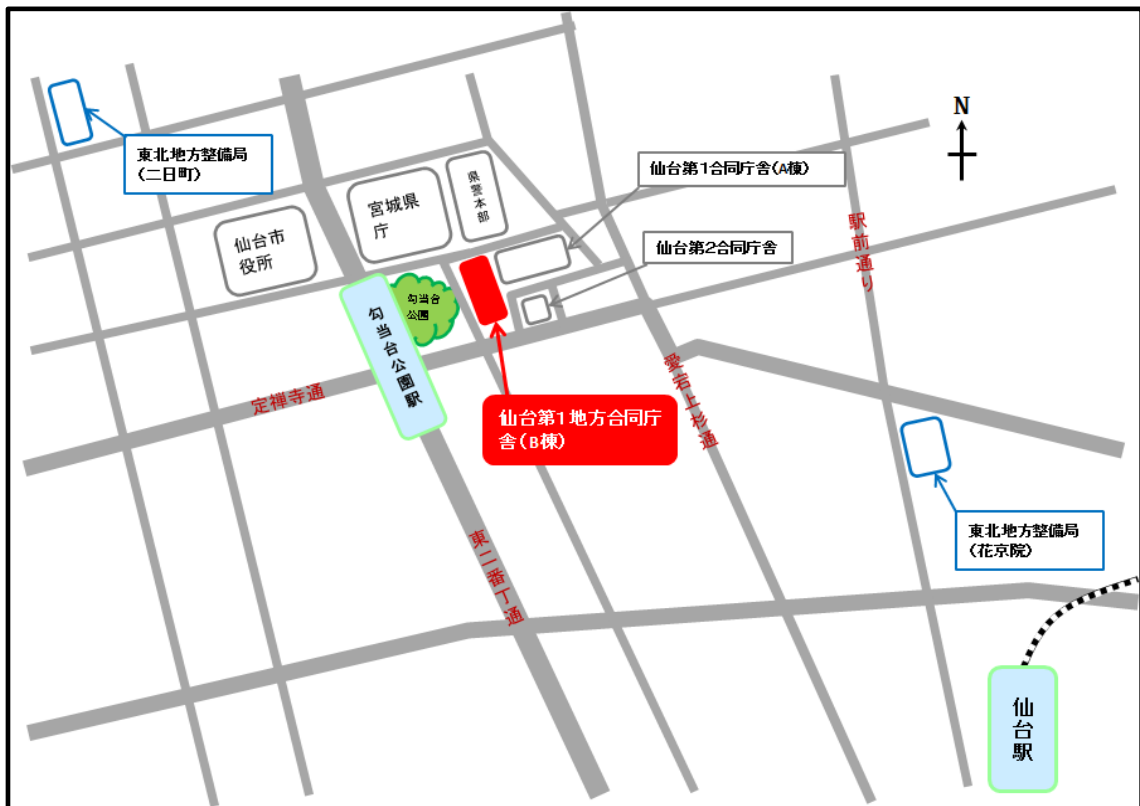 N
東北地方整備局
(二日町)
仙台第1合同庁舎(A棟)
県警本部
宮城県
庁
仙台市
役所
仙台第2合同庁舎
駅前通り
勾当台
公園
勾当台公園駅
定禅寺通
愛宕上杉通
仙台第1地方合同庁
舎(B棟)
東北地方整備局
(花京院)
東二番丁通
仙台駅